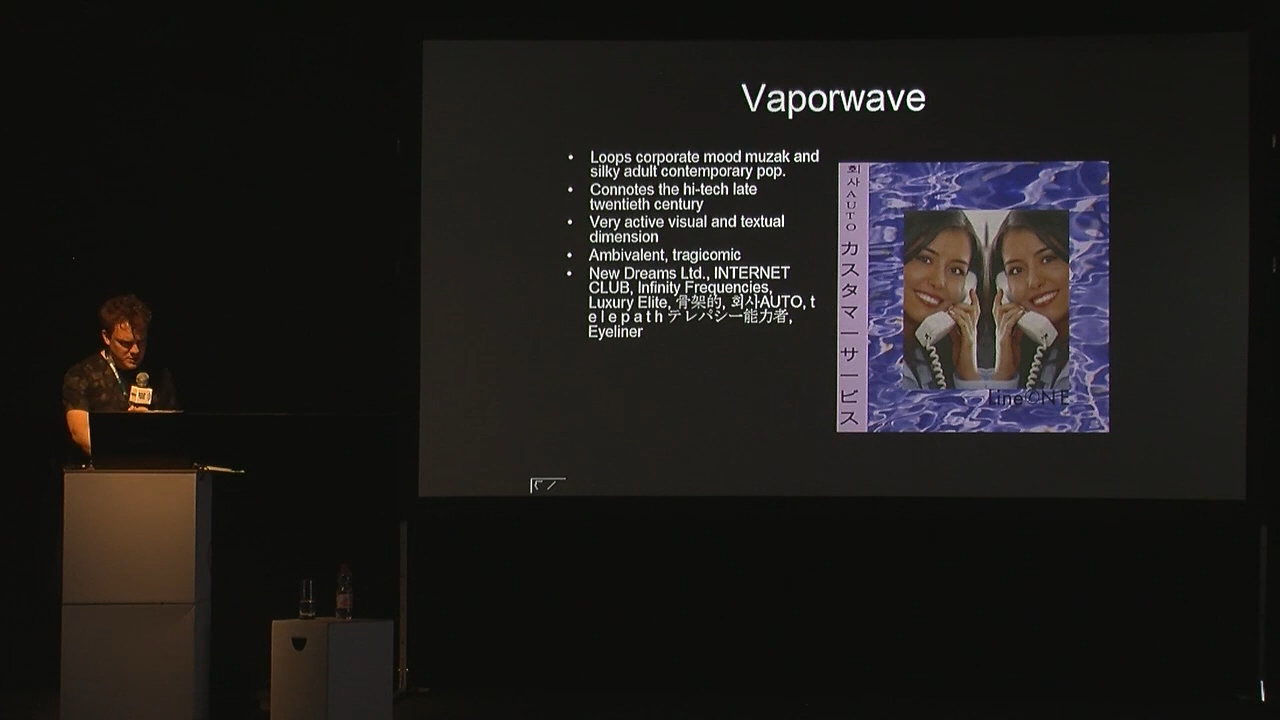 Vaporwave
• Loops corporate mood muzak and
silky adult contemporary pop.
• Connotes the hi-tech late
twentieth century
• Very active visual and textual
dimension
• Ambivalent, tragicomic
• New Dreams Ltd., INTERNET
CLUB, Infinity Frequencies,
Luxury Elite, 骨架的, 회사AUTO, t
e l e p a t h テレパシー能力者,
Eyeliner
회사AUTO カスタマーサービス
line©NE